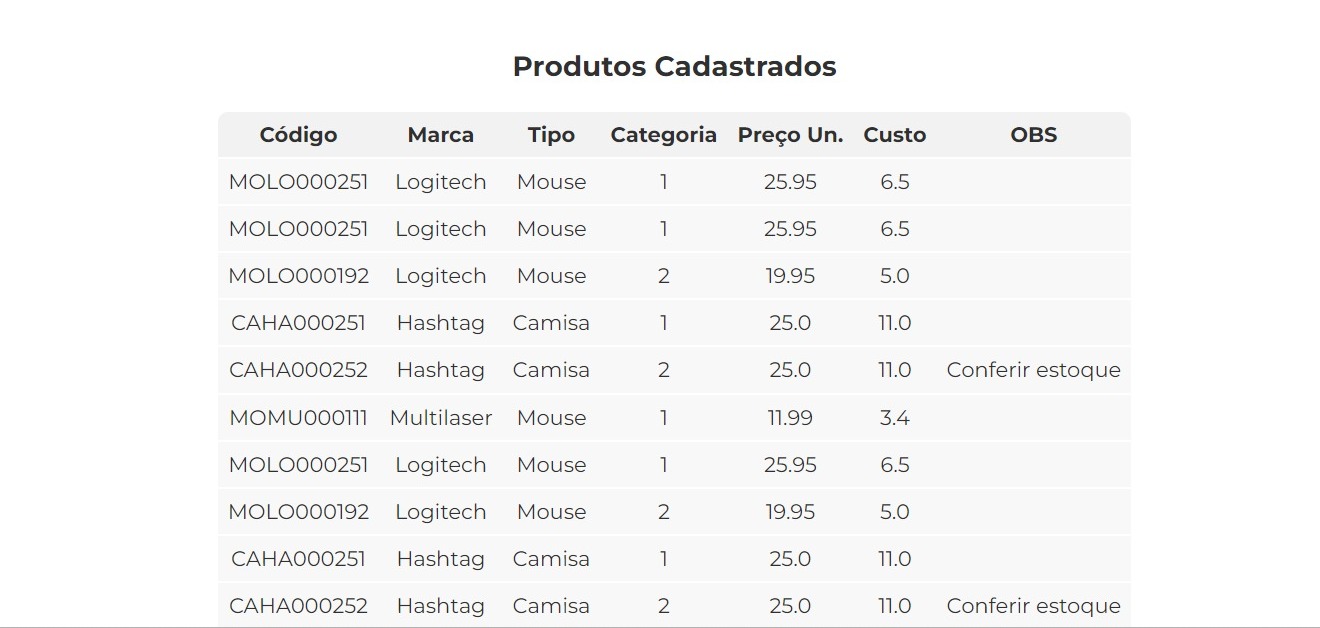 Produtos Cadastrados
Código Marca Tipo Categoria Preço Un. Custo OBS
MOLO000251 Logitech Mouse 1 25.95 6.5
MOLO000251 Logitech Mouse 1 25.95 6.5
MOLO000192 Logitech Mouse 2 19.95 5.0
CAHA000251 Hashtag Camisa 1 25.0 11.0
CAHA000252 Hashtag Camisa 2 25.0 11.0 Conferir estoque
MOMU000111 Multilaser Mouse 1 11.99 3.4
MOLO000251 Logitech Mouse 1 25.95 6.5
MOLO000192 Logitech Mouse 2 19.95 5.0
CAHA000251 Hashtag Camisa 1 25.0 11.0
CAHA000252 Hashtag Camisa 2 25.0 11.0 Conferir estoque